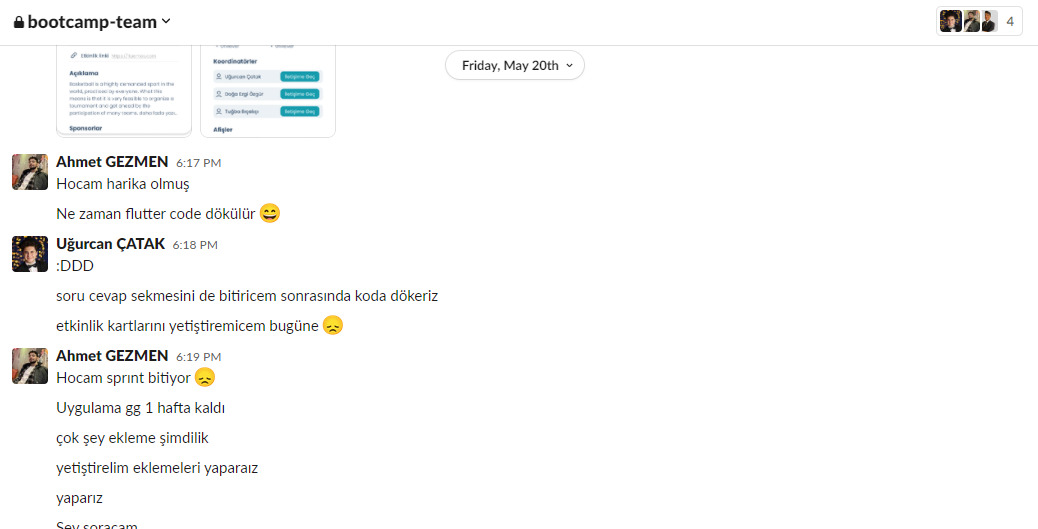 bootcamp-team
4
Friday, May 20th
Etkinlik linki
Açıklama
Basketball is a highly demanded sport in the
world, practiced by everyone. What this
means is that it is very feasible to organize a
tournament and get ahead by the
participation of many teams, dahafazla yaz...
Sponsorlar
Koordinatörler
Uğurcan Çatak İletişime Geç
Doğa Ezgi Özgür İletişime Geç
Tuğba İletişime Geç
Afişler
Ahmet GEZMEN 6:17 PM
Hocam harika olmuş
Ne zaman flutter code dökülür 😄
Uğurcan ÇATAK 6:18 PM
:DDD
soru cevap sekmesini de bitiricem sonrasında koda dökeriz
etkinlik kartlarını yetiştiremicem bugüne 😞
Ahmet GEZMEN 6:19 PM
Hocam sprınt bitiyor 😞
Uygulama gg 1 hafta kaldı
çok şey ekleme şimdilik
yetiştirelim eklemeleri yaparaız
yaparız
Şey soracam